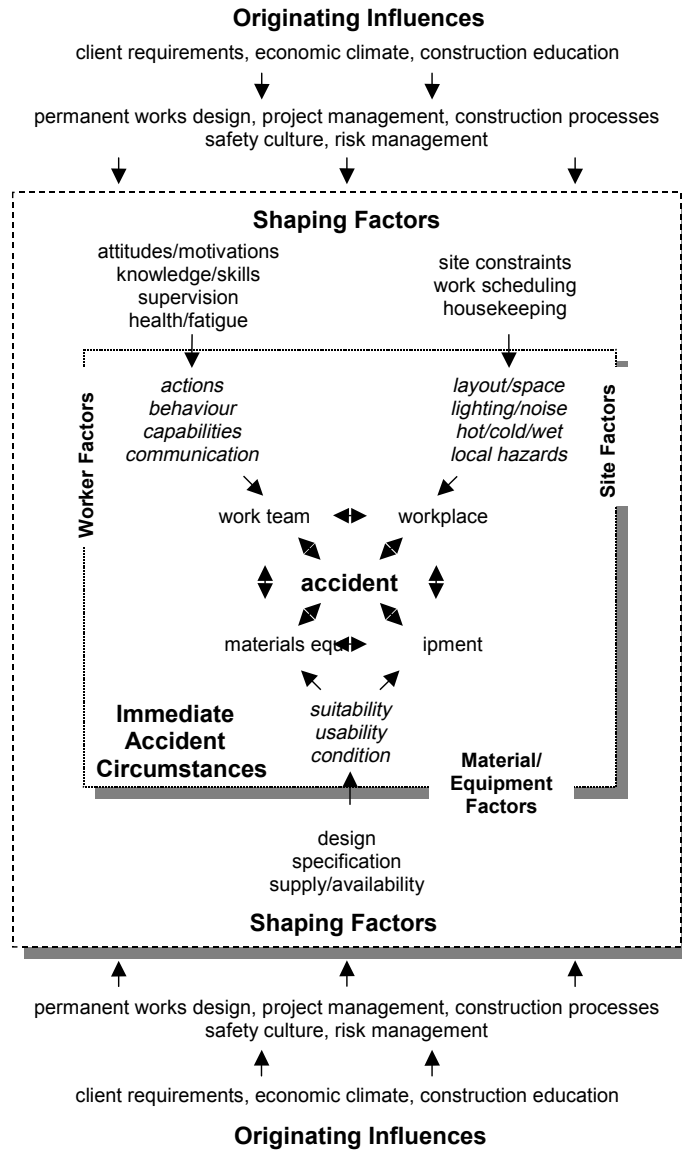 Originating Influences
client requirements, economic climate, construction education
permanent works design, project management, construction processes
safety culture, risk management
Shaping Factors
attitudes/motivations
knowledge/skills
supervision
health/fatigue
site constraints
work scheduling
housekeeping
Worker Factors
actions
behaviour
capabilities
communication
layout/space
lighting/noise
hot/cold/wet
local hazards
Site Factors
work team
workplace
accident
materials equ
ipment
suitability
usability
condition
Immediate
Accident
Circumstances
Material/
Equipment
Factors
design
specification
supply/availability
Shaping Factors
permanent works design, project management, construction processes
safety culture, risk management
client requirements, economic climate, construction education
Originating Influences